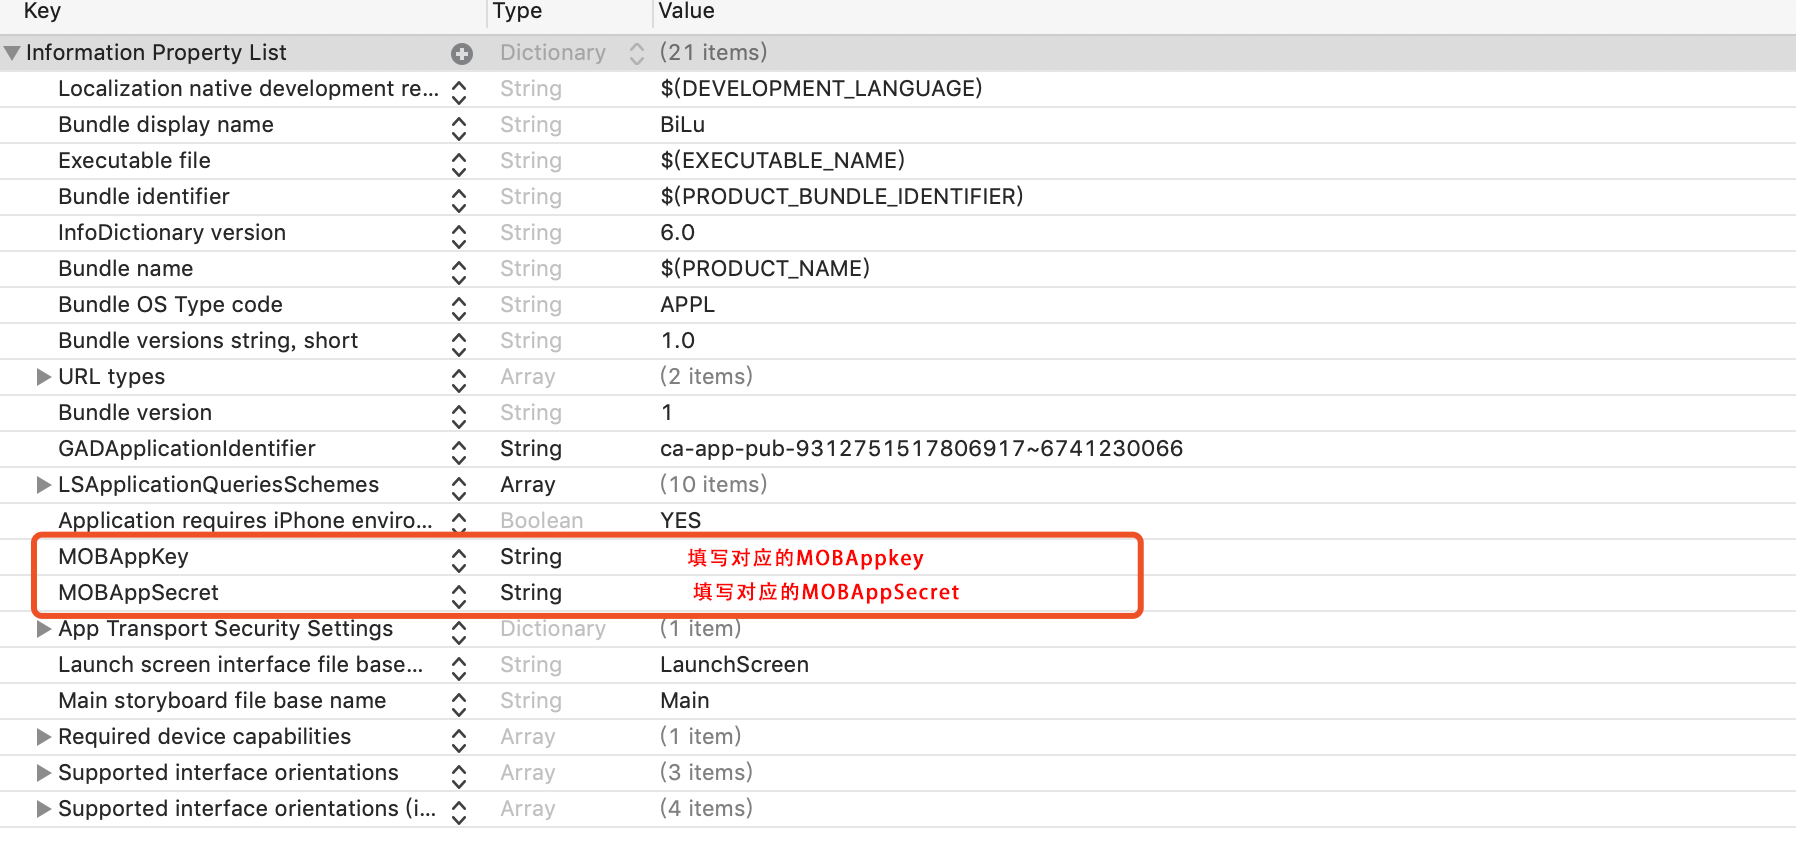 Key Type Value
Information Property List Dictionary (21 items)
Localization native development re... String $(DEVELOPMENT_LANGUAGE)
Bundle display name String BiLu
Executable file String $(EXECUTABLE_NAME)
Bundle identifier String $(PRODUCT_BUNDLE_IDENTIFIER)
InfoDictionary version String 6.0
Bundle name String $(PRODUCT_NAME)
Bundle OS Type code String APPL
Bundle versions string, short String 1.0
URL types Array (2 items)
Bundle version String 1
GADApplicationIdentifier String ca-app-pub-9312751517806917~6741230066
LSApplicationQueriesSchemes Array (10 items)
Application requires iPhone enviro... Boolean YES
MOBAppKey String 填写对应的MOBAppkey
MOBAppSecret String 填写对应的MOBAppSecret
App Transport Security Settings Dictionary (1 item)
Launch screen interface file base... String LaunchScreen
Main storyboard file base name String Main
Required device capabilities Array (1 item)
Supported interface orientations Array (3 items)
Supported interface orientations (i... Array (4 items)